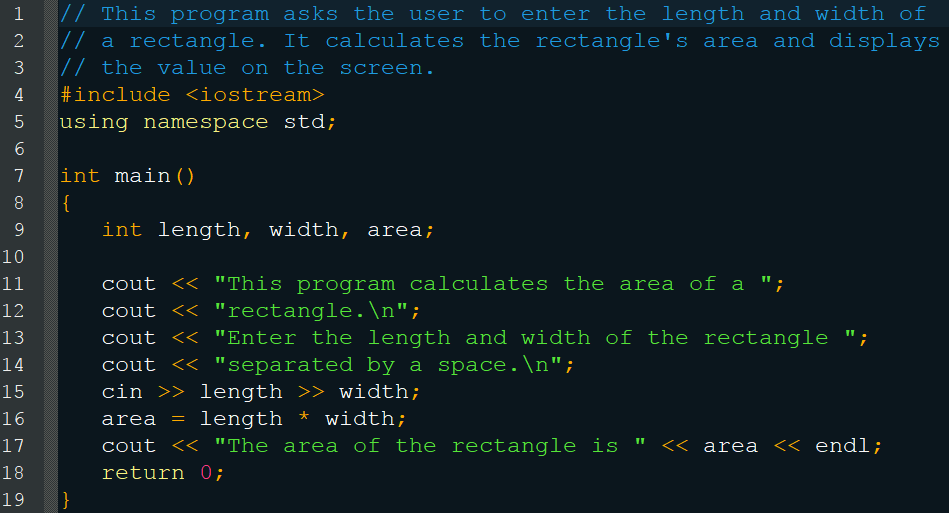 1 // This program asks the user to enter the length and width of
2 // a rectangle. It calculates the rectangle's area and displays
3 // the value on the screen.
4 #include <iostream>
5 using namespace std;
6
7 int main()
8 {
9    int length, width, area;
10
11    cout << "This program calculates the area of a ";
12    cout << "rectangle.\n";
13    cout << "Enter the length and width of the rectangle ";
14    cout << "separated by a space.\n";
15    cin >> length >> width;
16    area = length * width;
17    cout << "The area of the rectangle is " << area << endl;
18    return 0;
19 }